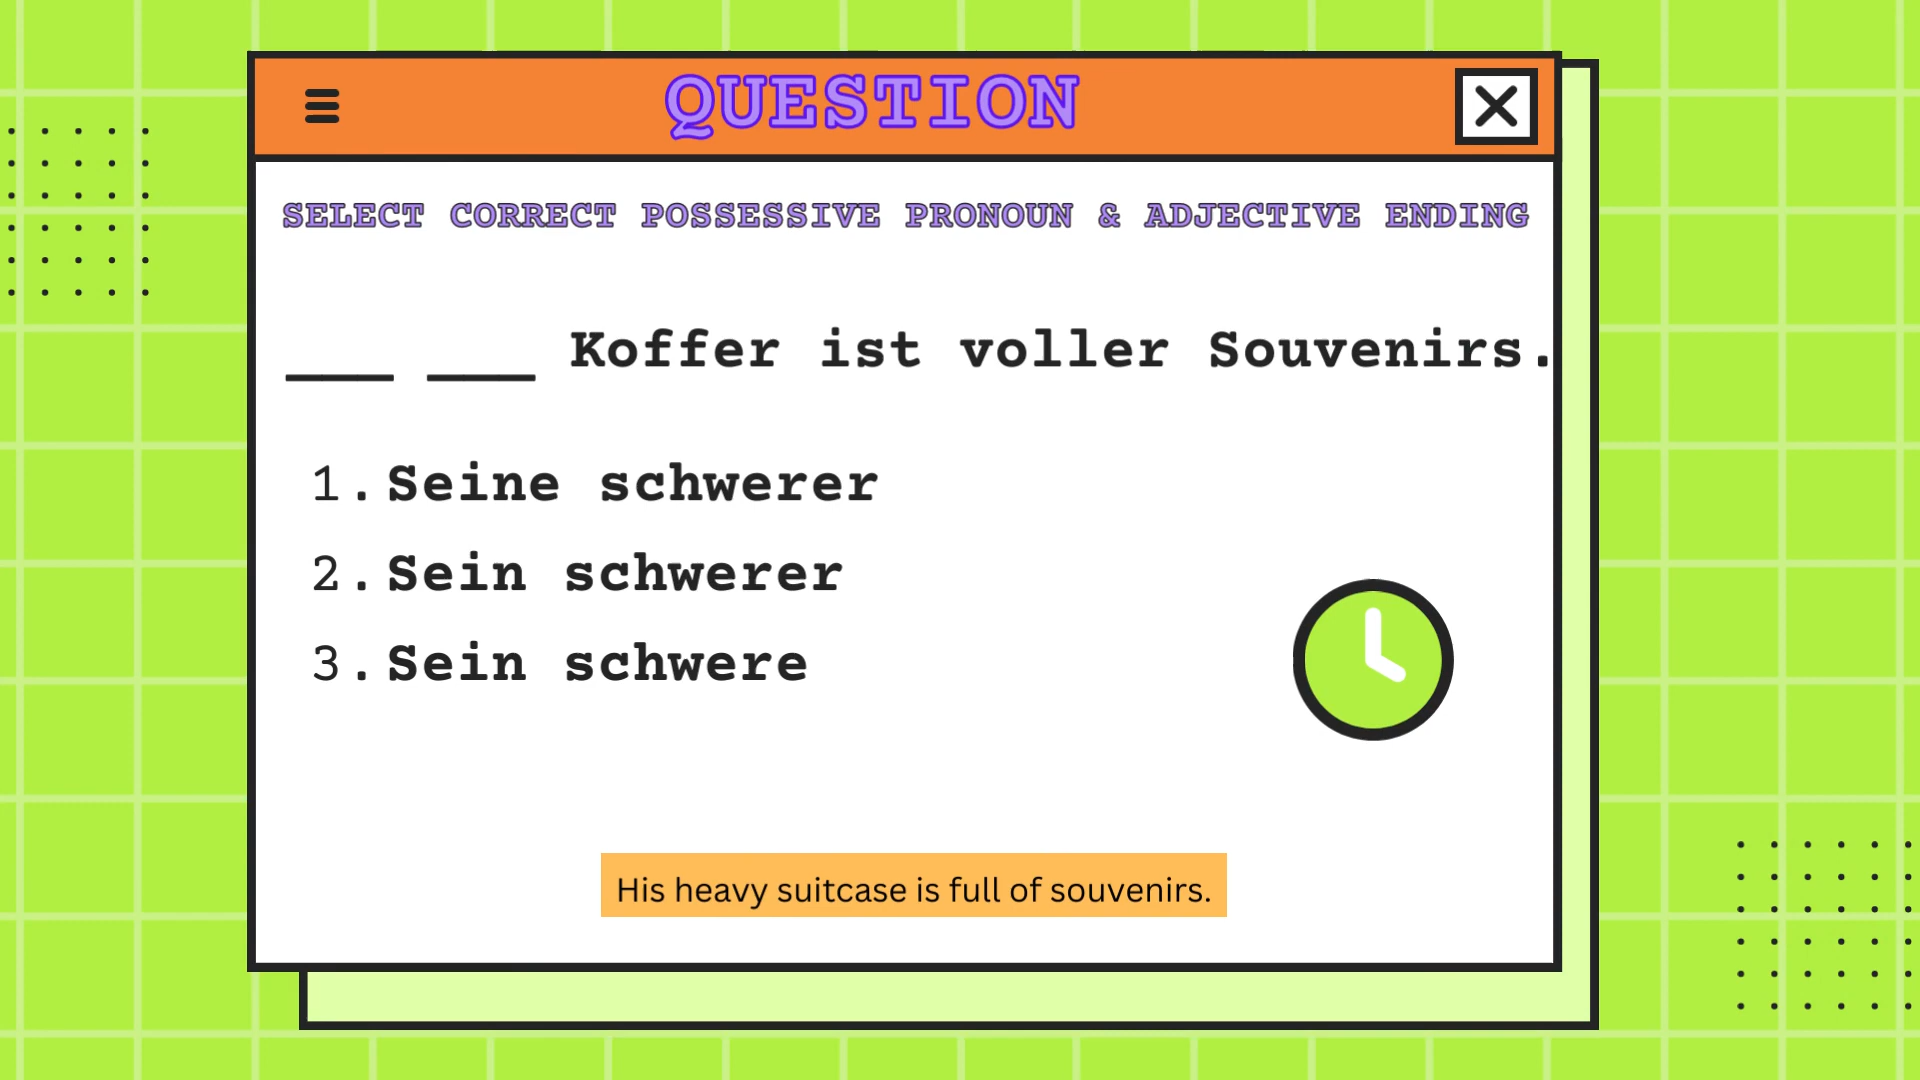 QUESTION
SELECT CORRECT POSSESSIVE PRONOUN & ADJECTIVE ENDING
___ ___ Koffer ist voller Souvenirs.
1. Seine schwerer
2. Sein schwerer
3. Sein schwere
His heavy suitcase is full of souvenirs.